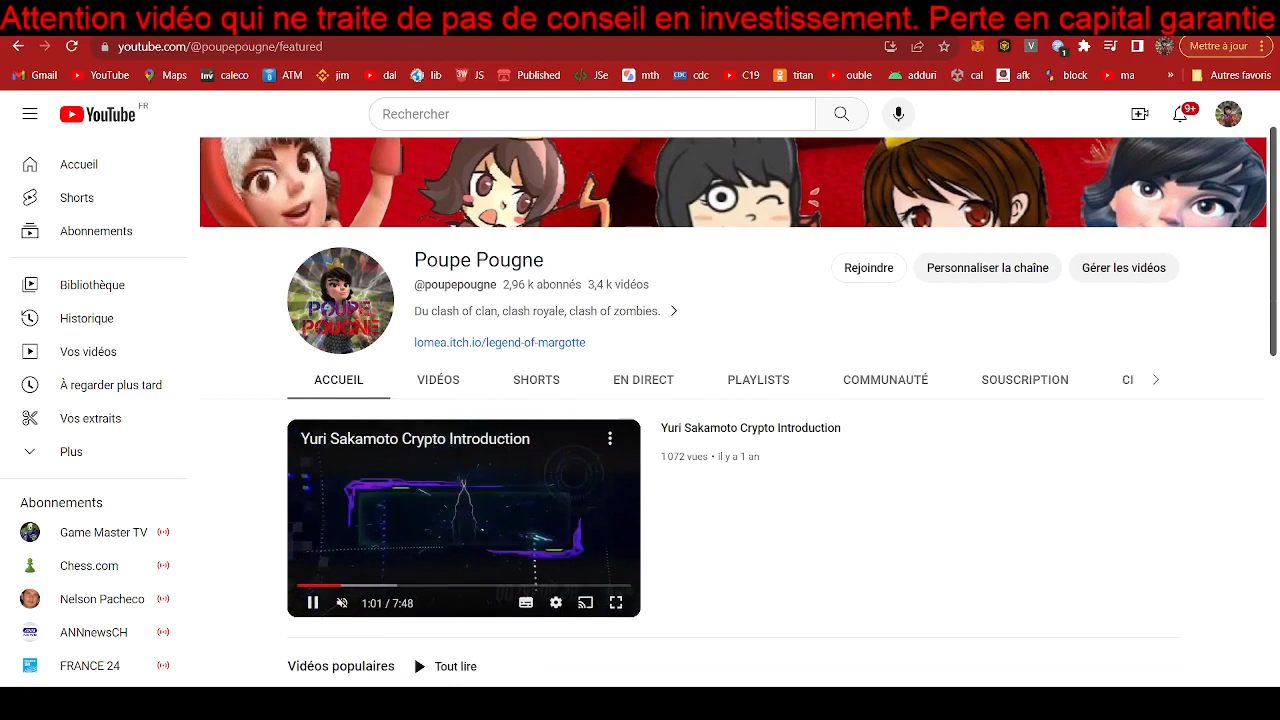 Attention vidéo qui ne traite de pas de conseil en investissement. Perte en capital garantie
youtube.com/@poupepougne/featured
Mettre à jour
Gmail YouTube Maps caleco ATM jim dal lib JS Published JSe mth cdc C19 titan ouble adduri cal afk block ma » Autres favoris
YouTube FR
Rechercher
9+
Accueil
Shorts
Abonnements
Bibliothèque
Historique
Vos vidéos
À regarder plus tard
Vos extraits
Plus
Abonnements
Game Master TV
Chess.com
Nelson Pacheco
ANNnewsCH
FRANCE 24
POUPE
POUGNE
Poupe Pougne
@poupepougne 2,96 k abonnés 3,4 k vidéos
Du clash of clan, clash royale, clash of zombies.
lomea.itch.io/legend-of-margotte
Rejoindre
Personnaliser la chaîne
Gérer les vidéos
ACCUEIL VIDÉOS SHORTS EN DIRECT PLAYLISTS COMMUNAUTÉ SOUSCRIPTION CI
Yuri Sakamoto Crypto Introduction
1:01 / 7:48
Yuri Sakamoto Crypto Introduction
1 072 vues • il y a 1 an
Vidéos populaires
Tout lire